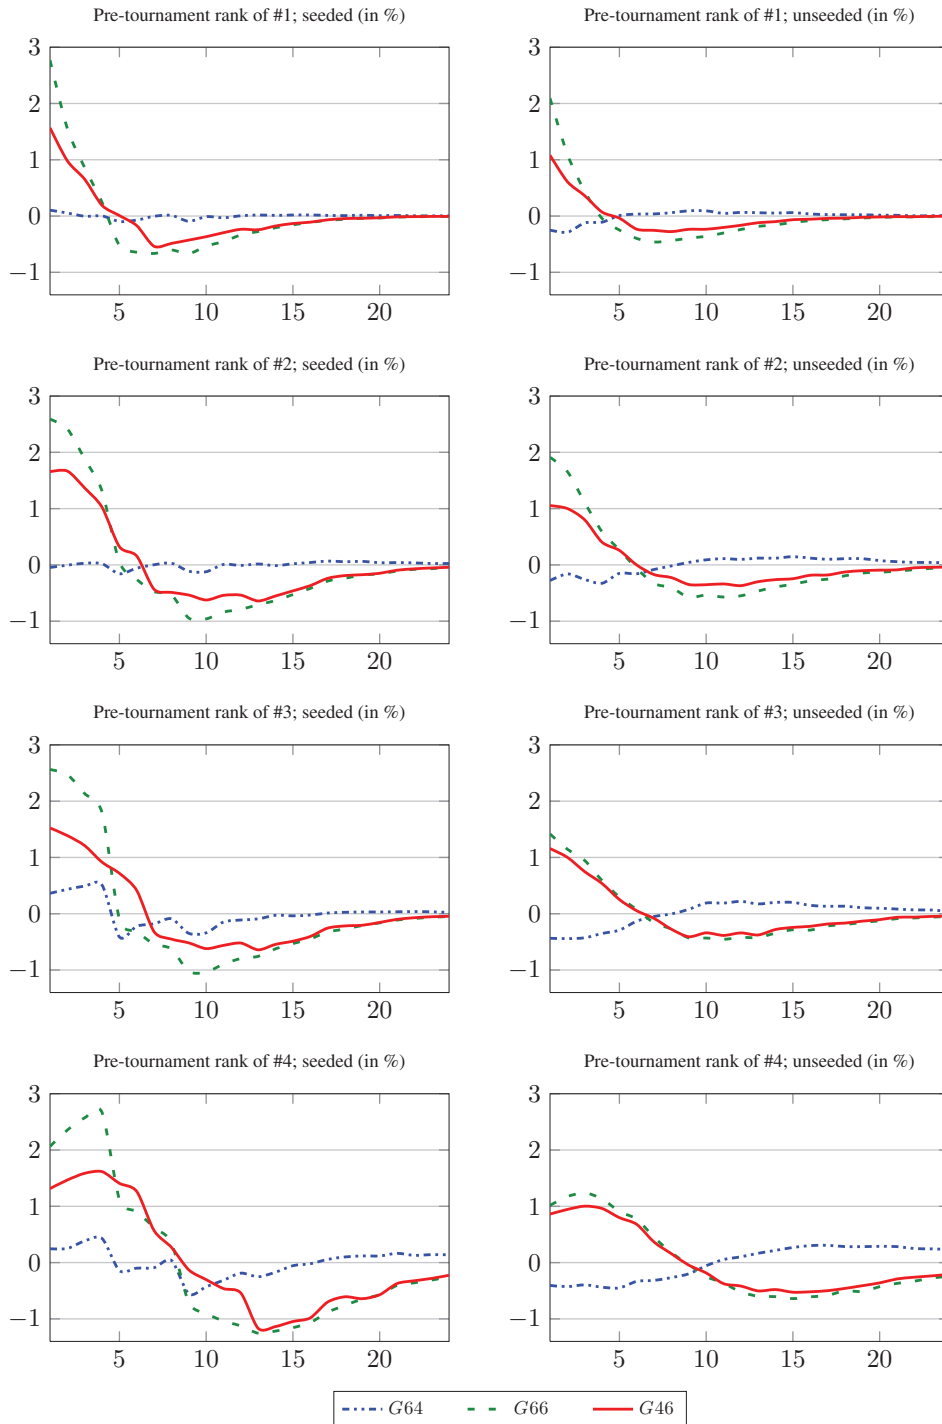 Pre-tournament rank of #1; seeded (in %)
3
2
1
0
−1
5 10 15 20
Pre-tournament rank of #1; unseeded (in %)
3
2
1
0
−1
5 10 15 20
Pre-tournament rank of #2; seeded (in %)
3
2
1
0
−1
5 10 15 20
Pre-tournament rank of #2; unseeded (in %)
3
2
1
0
−1
5 10 15 20
Pre-tournament rank of #3; seeded (in %)
3
2
1
0
−1
5 10 15 20
Pre-tournament rank of #3; unseeded (in %)
3
2
1
0
−1
5 10 15 20
Pre-tournament rank of #4; seeded (in %)
3
2
1
0
−1
5 10 15 20
Pre-tournament rank of #4; unseeded (in %)
3
2
1
0
−1
5 10 15 20
G64 G66 G46